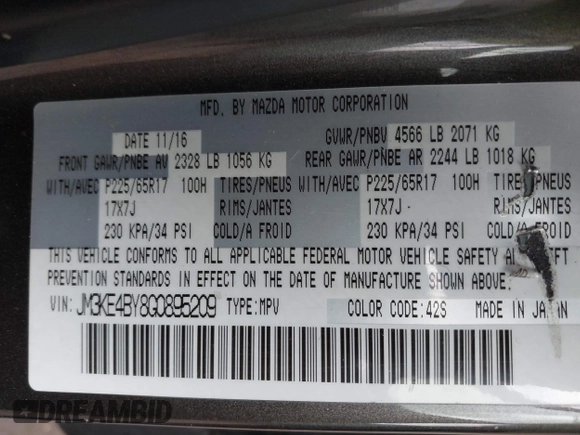 MFD. BY MAZDA MOTOR CORPORATION
DATE 11/16 GVWR/PNBV 4566 LB 2071 KG
FRONT GAWR/PNBE AV 2328 LB 1056 KG REAR GAWR/PNBE AR 2244 LB 1018 KG
WITH/AVEC P225/65R17 100H TIRES/PNEUS WITH/AVEC P225/65R17 100H TIRES/PNEUS
17X7J RIMS/JANTES 17X7J RIMS/JANTES
230 KPA/34 PSI COLD/A FROID 230 KPA/34 PSI COLD/A FROID
THIS VEHICLE CONFORMS TO ALL APPLICABLE FEDERAL MOTOR VEHICLE SAFETY AND THEFT
PREVENTION STANDARDS IN EFFECT ON THE DATE OF MANUFACTURE SHOWN ABOVE.
VIN: JM3KE4BY8G0895209 TYPE:MPV COLOR CODE:42S MADE IN JAPAN
DREAMBID